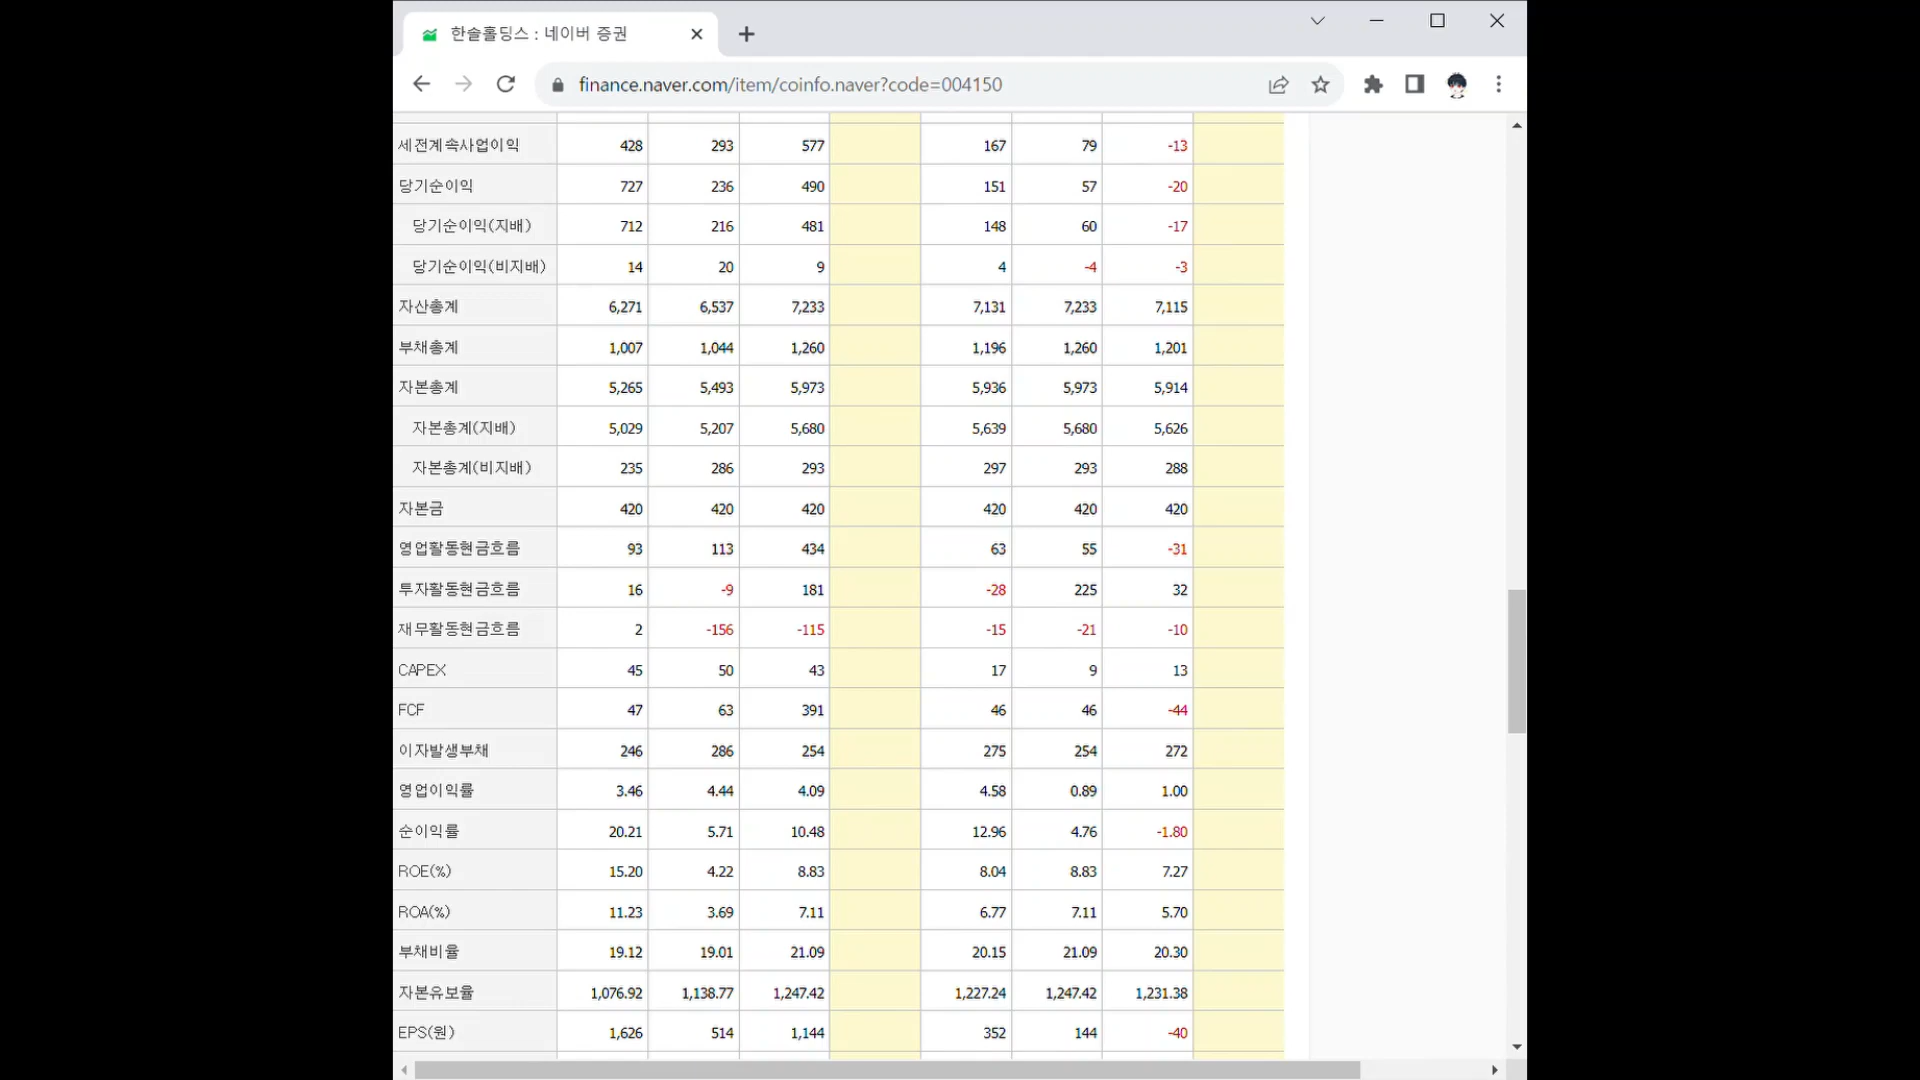 한솔홀딩스 : 네이버 증권
finance.naver.com/item/coinfo.naver?code=004150
세전계속사업이익 428 293 577 167 79 -13
당기순이익 727 236 490 151 57 -20
당기순이익(지배) 712 216 481 148 60 -17
당기순이익(비지배) 14 20 9 4 -4 -3
자산총계 6,271 6,537 7,233 7,131 7,233 7,115
부채총계 1,007 1,044 1,260 1,196 1,260 1,201
자본총계 5,265 5,493 5,973 5,936 5,973 5,914
자본총계(지배) 5,029 5,207 5,680 5,639 5,680 5,626
자본총계(비지배) 235 286 293 297 293 288
자본금 420 420 420 420 420 420
영업활동현금흐름 93 113 434 63 55 -31
투자활동현금흐름 16 -9 181 -28 225 32
재무활동현금흐름 2 -156 -115 -15 -21 -10
CAPEX 45 50 43 17 9 13
FCF 47 63 391 46 46 -44
이자발생부채 246 286 254 275 254 272
영업이익률 3.46 4.44 4.09 4.58 0.89 1.00
순이익률 20.21 5.71 10.48 12.96 4.76 -1.80
ROE(%) 15.20 4.22 8.83 8.04 8.83 7.27
ROA(%) 11.23 3.69 7.11 6.77 7.11 5.70
부채비율 19.12 19.01 21.09 20.15 21.09 20.30
자본유보율 1,076.92 1,138.77 1,247.42 1,227.24 1,247.42 1,231.38
EPS(원) 1,626 514 1,144 352 144 -40